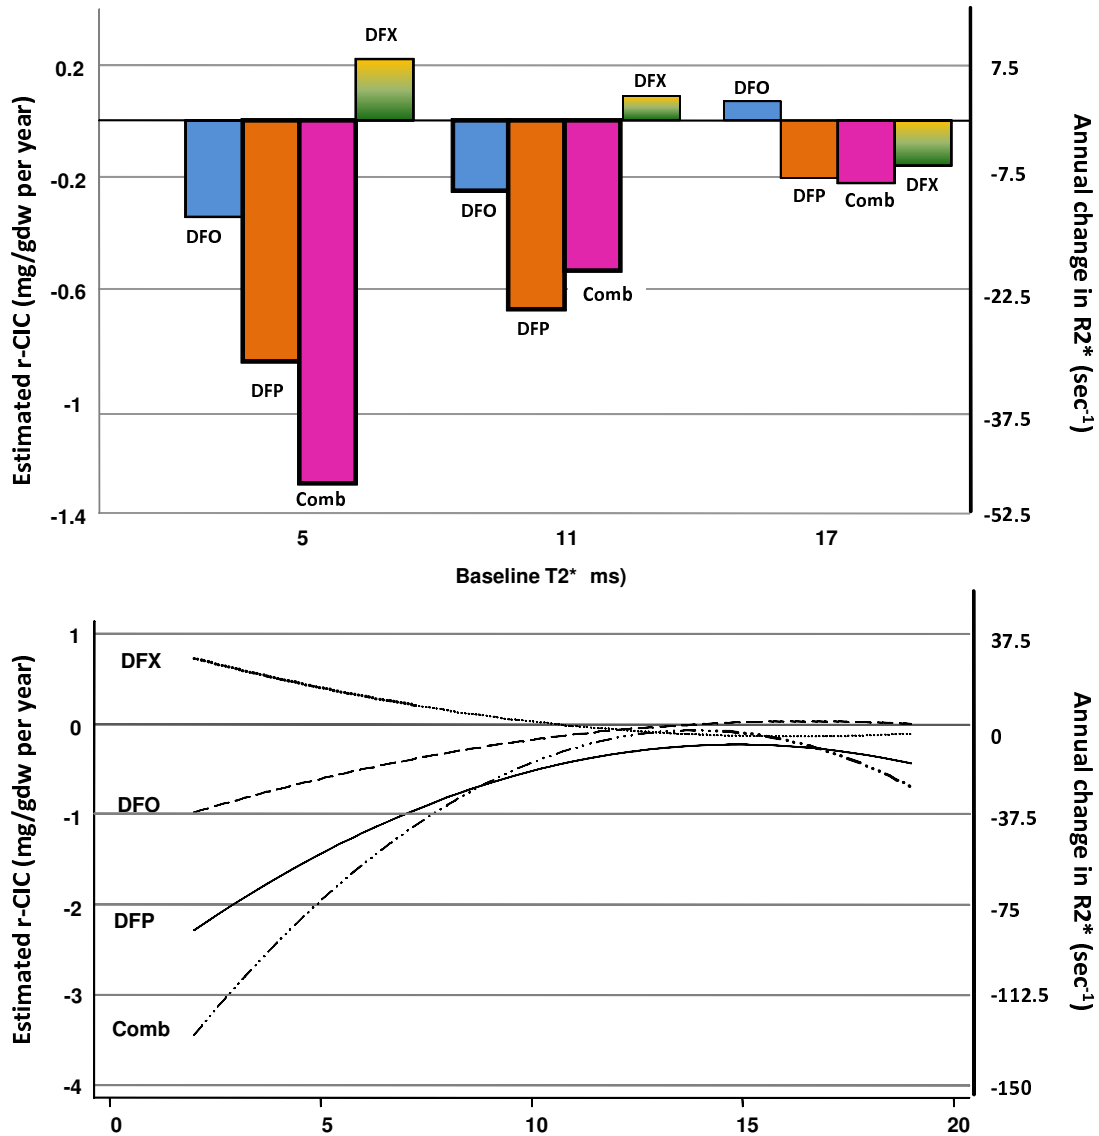 DFX
0.2
7.5
DFX
DFO
-0.2
-7.5
DFO
DFO
DFP
Comb
DFX
-0.6
-22.5
Comb
DFP
DFP
-1
-37.5
Comb
-1.4
-52.5
5
11
17
Baseline T2* ms)
Estimated r-CIC (mg/gdw per year)
Annual change in R2* (sec-1)
1
37.5
DFX
0
0
DFO
-1
-37.5
-2
-75
DFP
-3
-112.5
Comb
-4
-150
0
5
10
15
20
Estimated r-CIC (mg/gdw per year)
Annual change in R2* (sec-1)